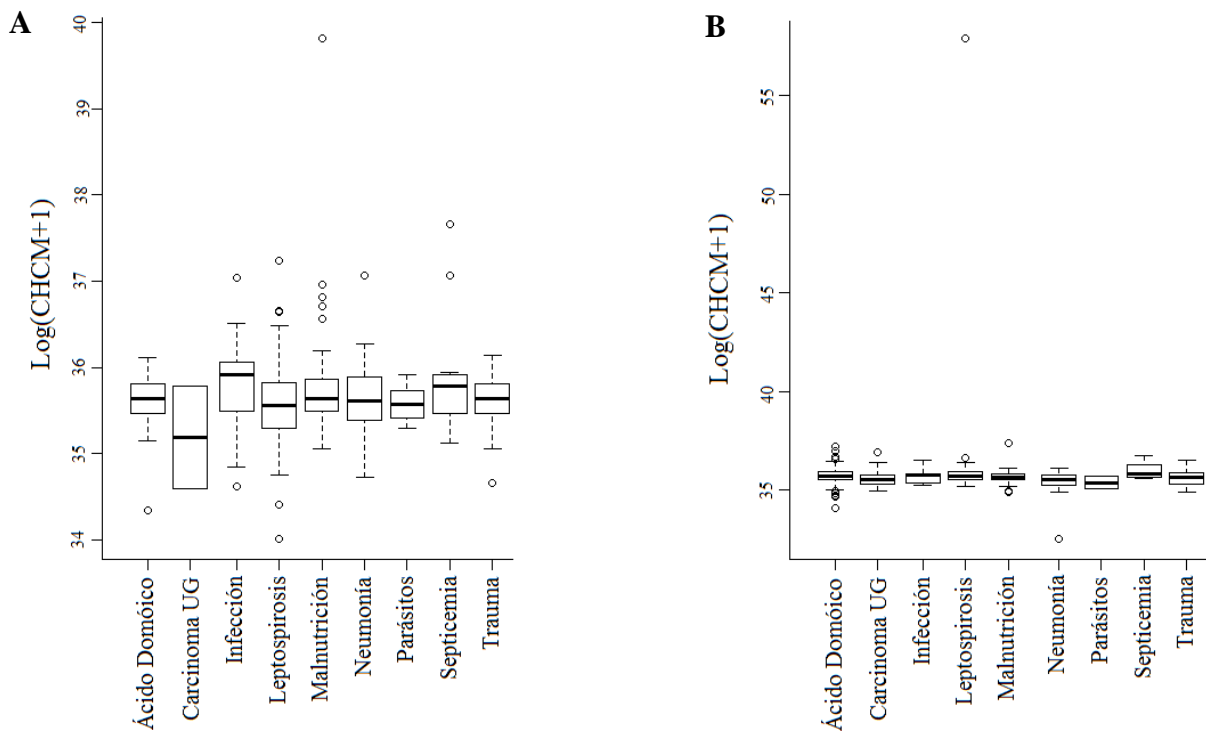 A
Log(CHCM+1)
40
39
38
37
36
35
34
Ácido Domóico
Carcinoma UG
Infección
Leptospirosis
Malnutrición
Neumonía
Parásitos
Septicemia
Trauma
B
Log(CHCM+1)
55
50
45
40
35
Ácido Domóico
Carcinoma UG
Infección
Leptospirosis
Malnutrición
Neumonía
Parásitos
Septicemia
Trauma